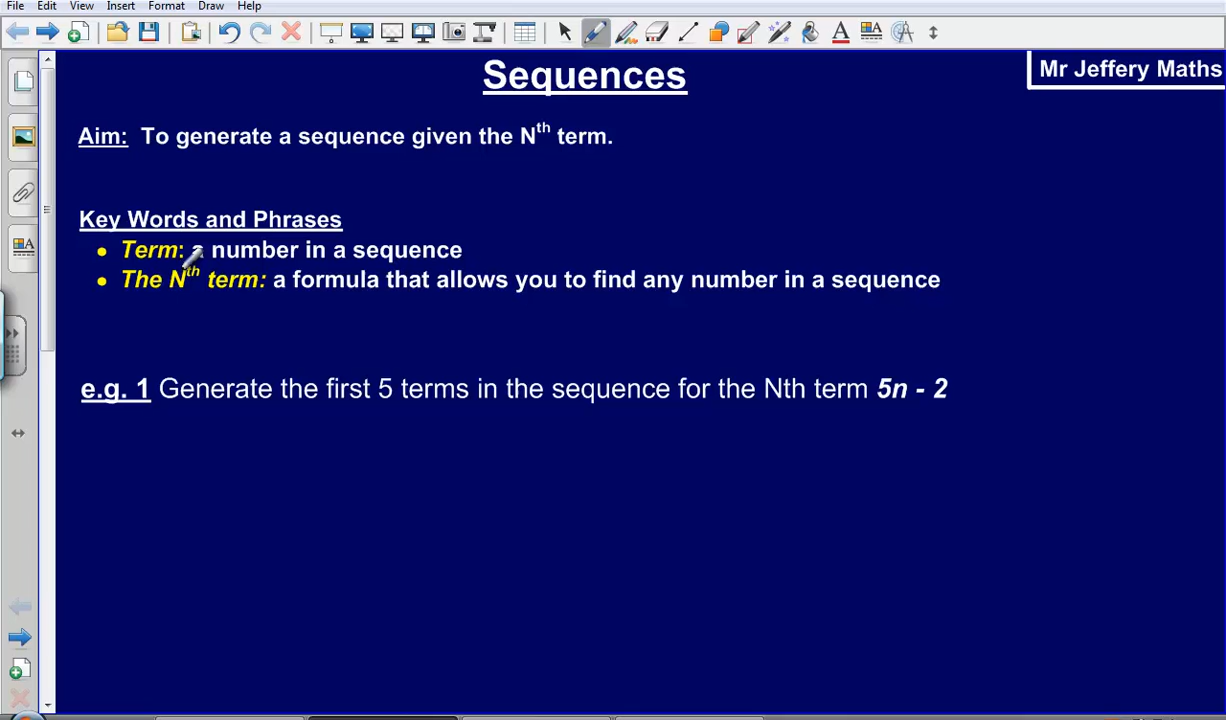 File Edit View Insert Format Draw Help
Sequences
Mr Jeffery Maths
Aim: To generate a sequence given the Nth term.
Key Words and Phrases
• Term: a number in a sequence
• The Nth term: a formula that allows you to find any number in a sequence
e.g. 1 Generate the first 5 terms in the sequence for the Nth term 5n - 2